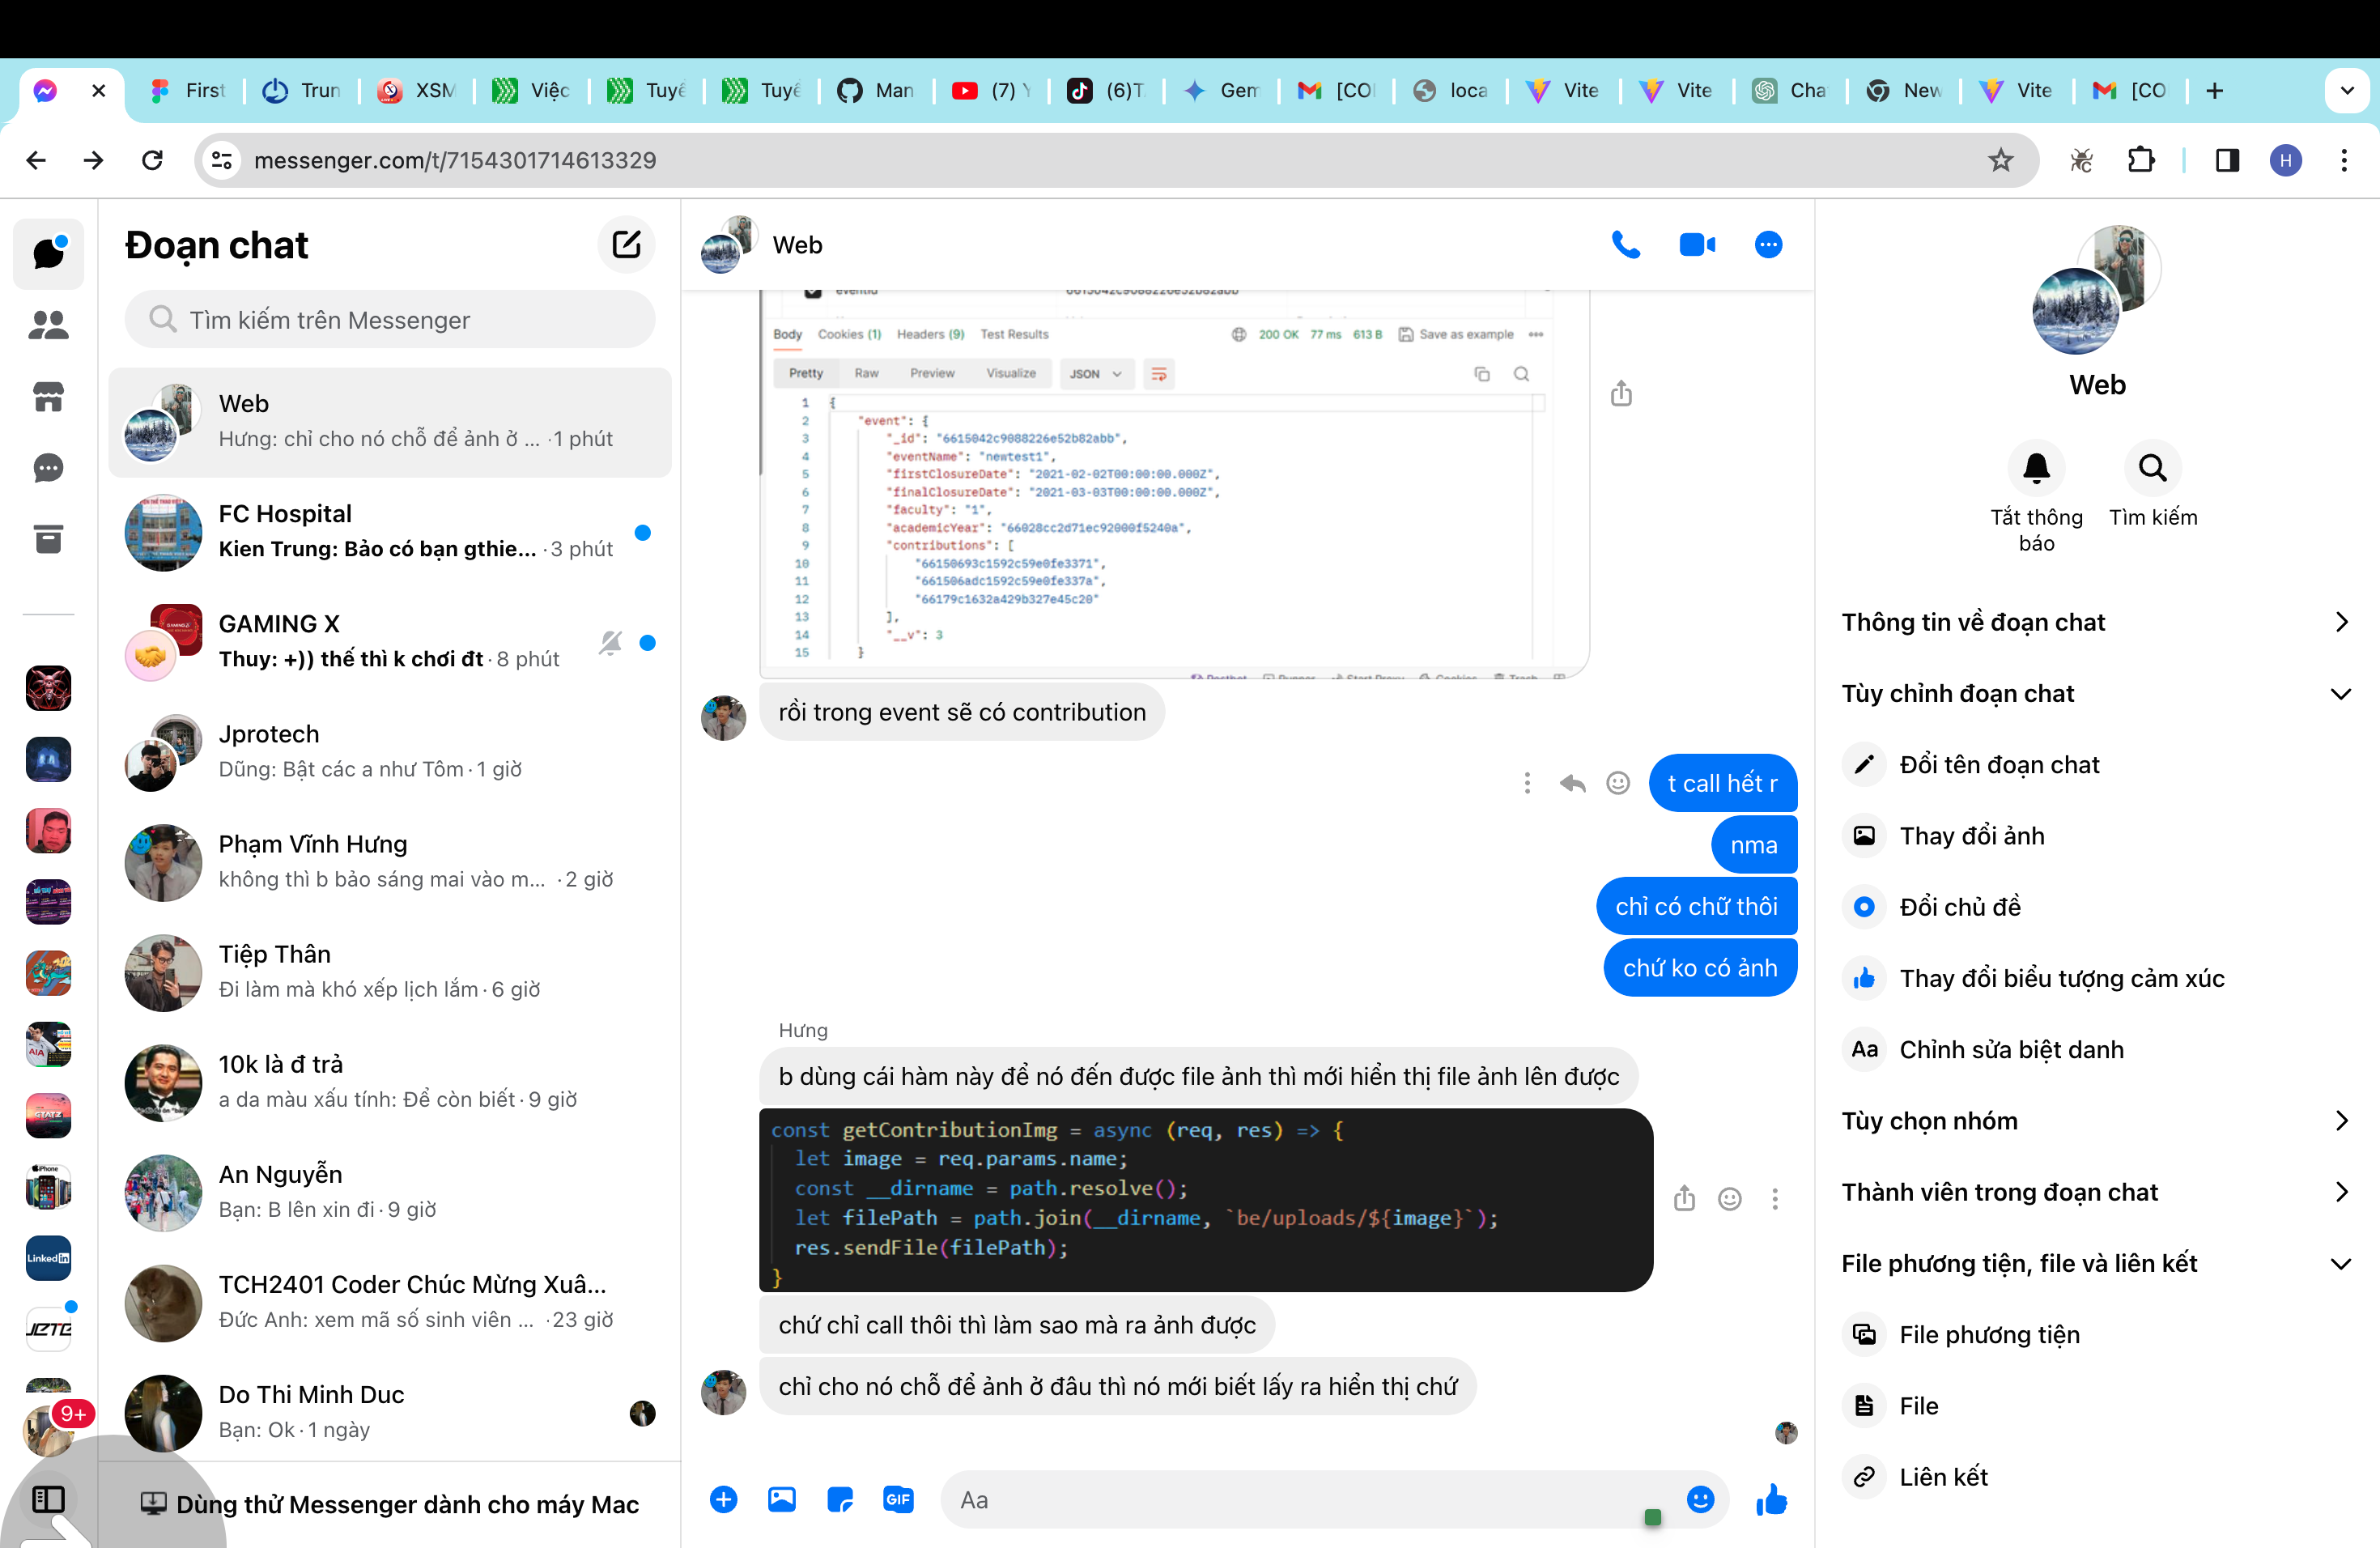 First
Trun
XSM
Việc
Tuyể
Tuyể
Man
(7) Y
(6)T
Gem
[CO
loca
Vite
Vite
Cha
New
Vite
[CO
messenger.com/t/7154301714613329
H
Đoạn chat
Tìm kiếm trên Messenger
Web
Hưng: chỉ cho nó chỗ để ảnh ở ... · 1 phút
FC Hospital
Kien Trung: Bảo có bạn gthie... · 3 phút
GAMING X
Thuy: +)) thế thì k chơi đt · 8 phút
Jprotech
Dũng: Bật các a như Tôm · 1 giờ
Phạm Vĩnh Hưng
không thì b bảo sáng mai vào m... · 2 giờ
Tiệp Thân
Đi làm mà khó xếp lịch lắm · 6 giờ
10k là đ trả
a da màu xấu tính: Để còn biết · 9 giờ
An Nguyễn
Bạn: B lên xin đi · 9 giờ
TCH2401 Coder Chúc Mừng Xuâ...
Đức Anh: xem mã số sinh viên ... · 23 giờ
Do Thi Minh Duc
Bạn: Ok · 1 ngày
9+
Dùng thử Messenger dành cho máy Mac
AIA
iPhone
Linked in
Web
eventId 6615042c9088226e52b82abb
Body Cookies (1) Headers (9) Test Results 200 OK 77 ms 613 B Save as example
Pretty Raw Preview Visualize JSON
1 {
2 "event": {
3 "_id": "6615042c9088226e52b82abb",
4 "eventName": "newtest1",
5 "firstClosureDate": "2021-02-02T00:00:00.000Z",
6 "finalClosureDate": "2021-03-03T00:00:00.000Z",
7 "faculty": "1",
8 "academicYear": "66028cc2d71ec92000f5240a",
9 "contributions": [
10 "66150693c1592c59e0fe3371",
11 "661506adc1592c59e0fe337a",
12 "66179c1632a429b327e45c20"
13 ],
14 "__v": 3
15 }
Postbot Runner Start Proxy Cookies Trash
rồi trong event sẽ có contribution
t call hết r
nma
chỉ có chữ thôi
chứ ko có ảnh
Hưng
b dùng cái hàm này để nó đến được file ảnh thì mới hiển thị file ảnh lên được
const getContributionImg = async (req, res) => {
let image = req.params.name;
const __dirname = path.resolve();
let filePath = path.join(__dirname, `be/uploads/${image}`);
res.sendFile(filePath);
}
chứ chỉ call thôi thì làm sao mà ra ảnh được
chỉ cho nó chỗ để ảnh ở đâu thì nó mới biết lấy ra hiển thị chứ
GIF
Aa
Web
Tắt thông báo
Tìm kiếm
Thông tin về đoạn chat
Tùy chỉnh đoạn chat
Đổi tên đoạn chat
Thay đổi ảnh
Đổi chủ đề
Thay đổi biểu tượng cảm xúc
Aa Chỉnh sửa biệt danh
Tùy chọn nhóm
Thành viên trong đoạn chat
File phương tiện, file và liên kết
File phương tiện
File
Liên kết